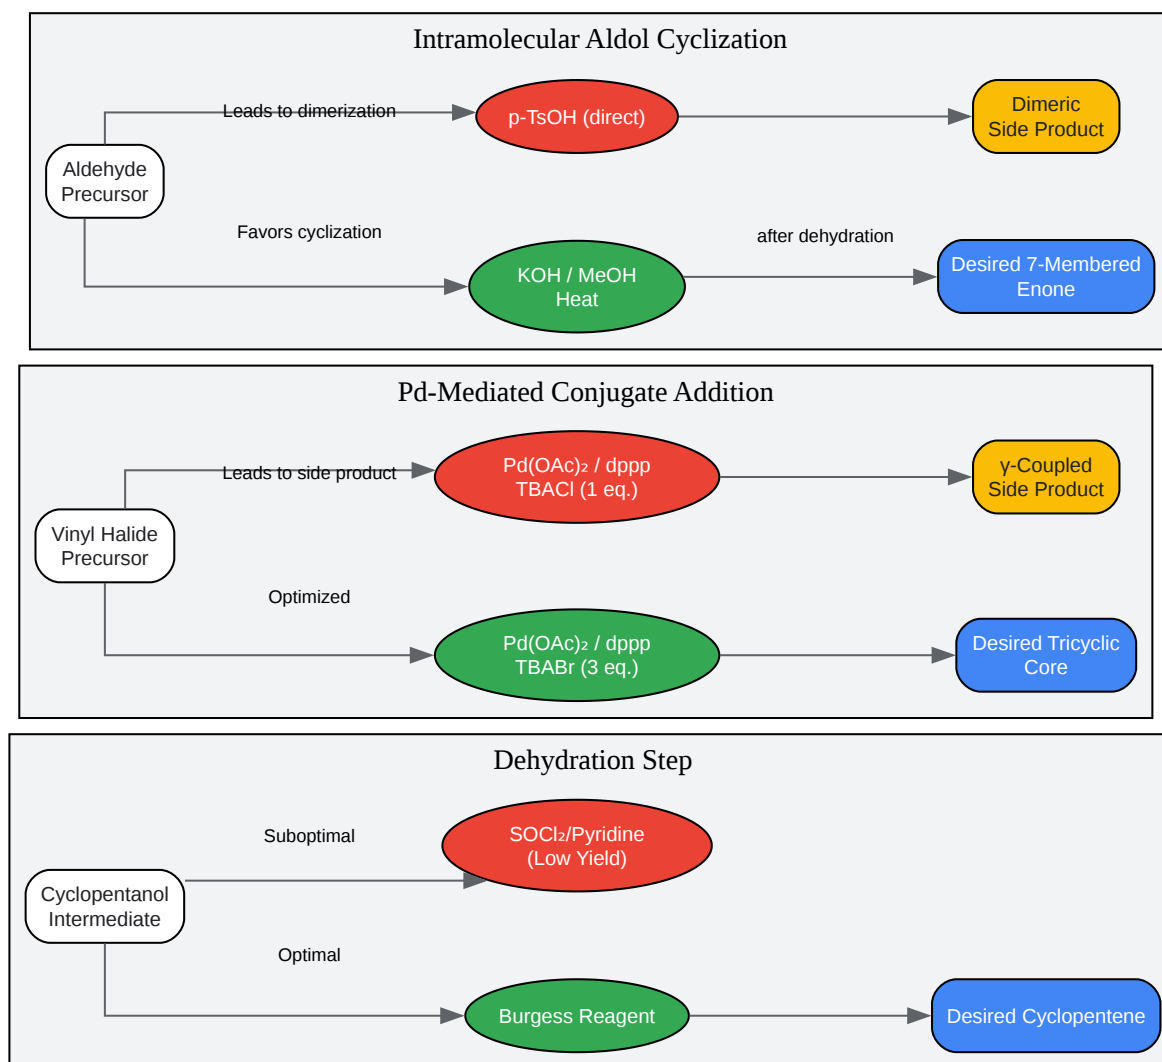 Intramolecular Aldol Cyclization
Leads to dimerization
p-TsOH (direct)
Dimeric
Side Product
Aldehyde
Precursor
Favors cyclization
KOH / MeOH
Heat
after dehydration
Desired 7-Membered
Enone
Pd-Mediated Conjugate Addition
Leads to side product
Pd(OAc)₂ / dppp
TBACl (1 eq.)
γ-Coupled
Side Product
Vinyl Halide
Precursor
Optimized
Pd(OAc)₂ / dppp
TBABr (3 eq.)
Desired Tricyclic
Core
Dehydration Step
Suboptimal
SOCl₂/Pyridine
(Low Yield)
Cyclopentanol
Intermediate
Optimal
Burgess Reagent
Desired Cyclopentene